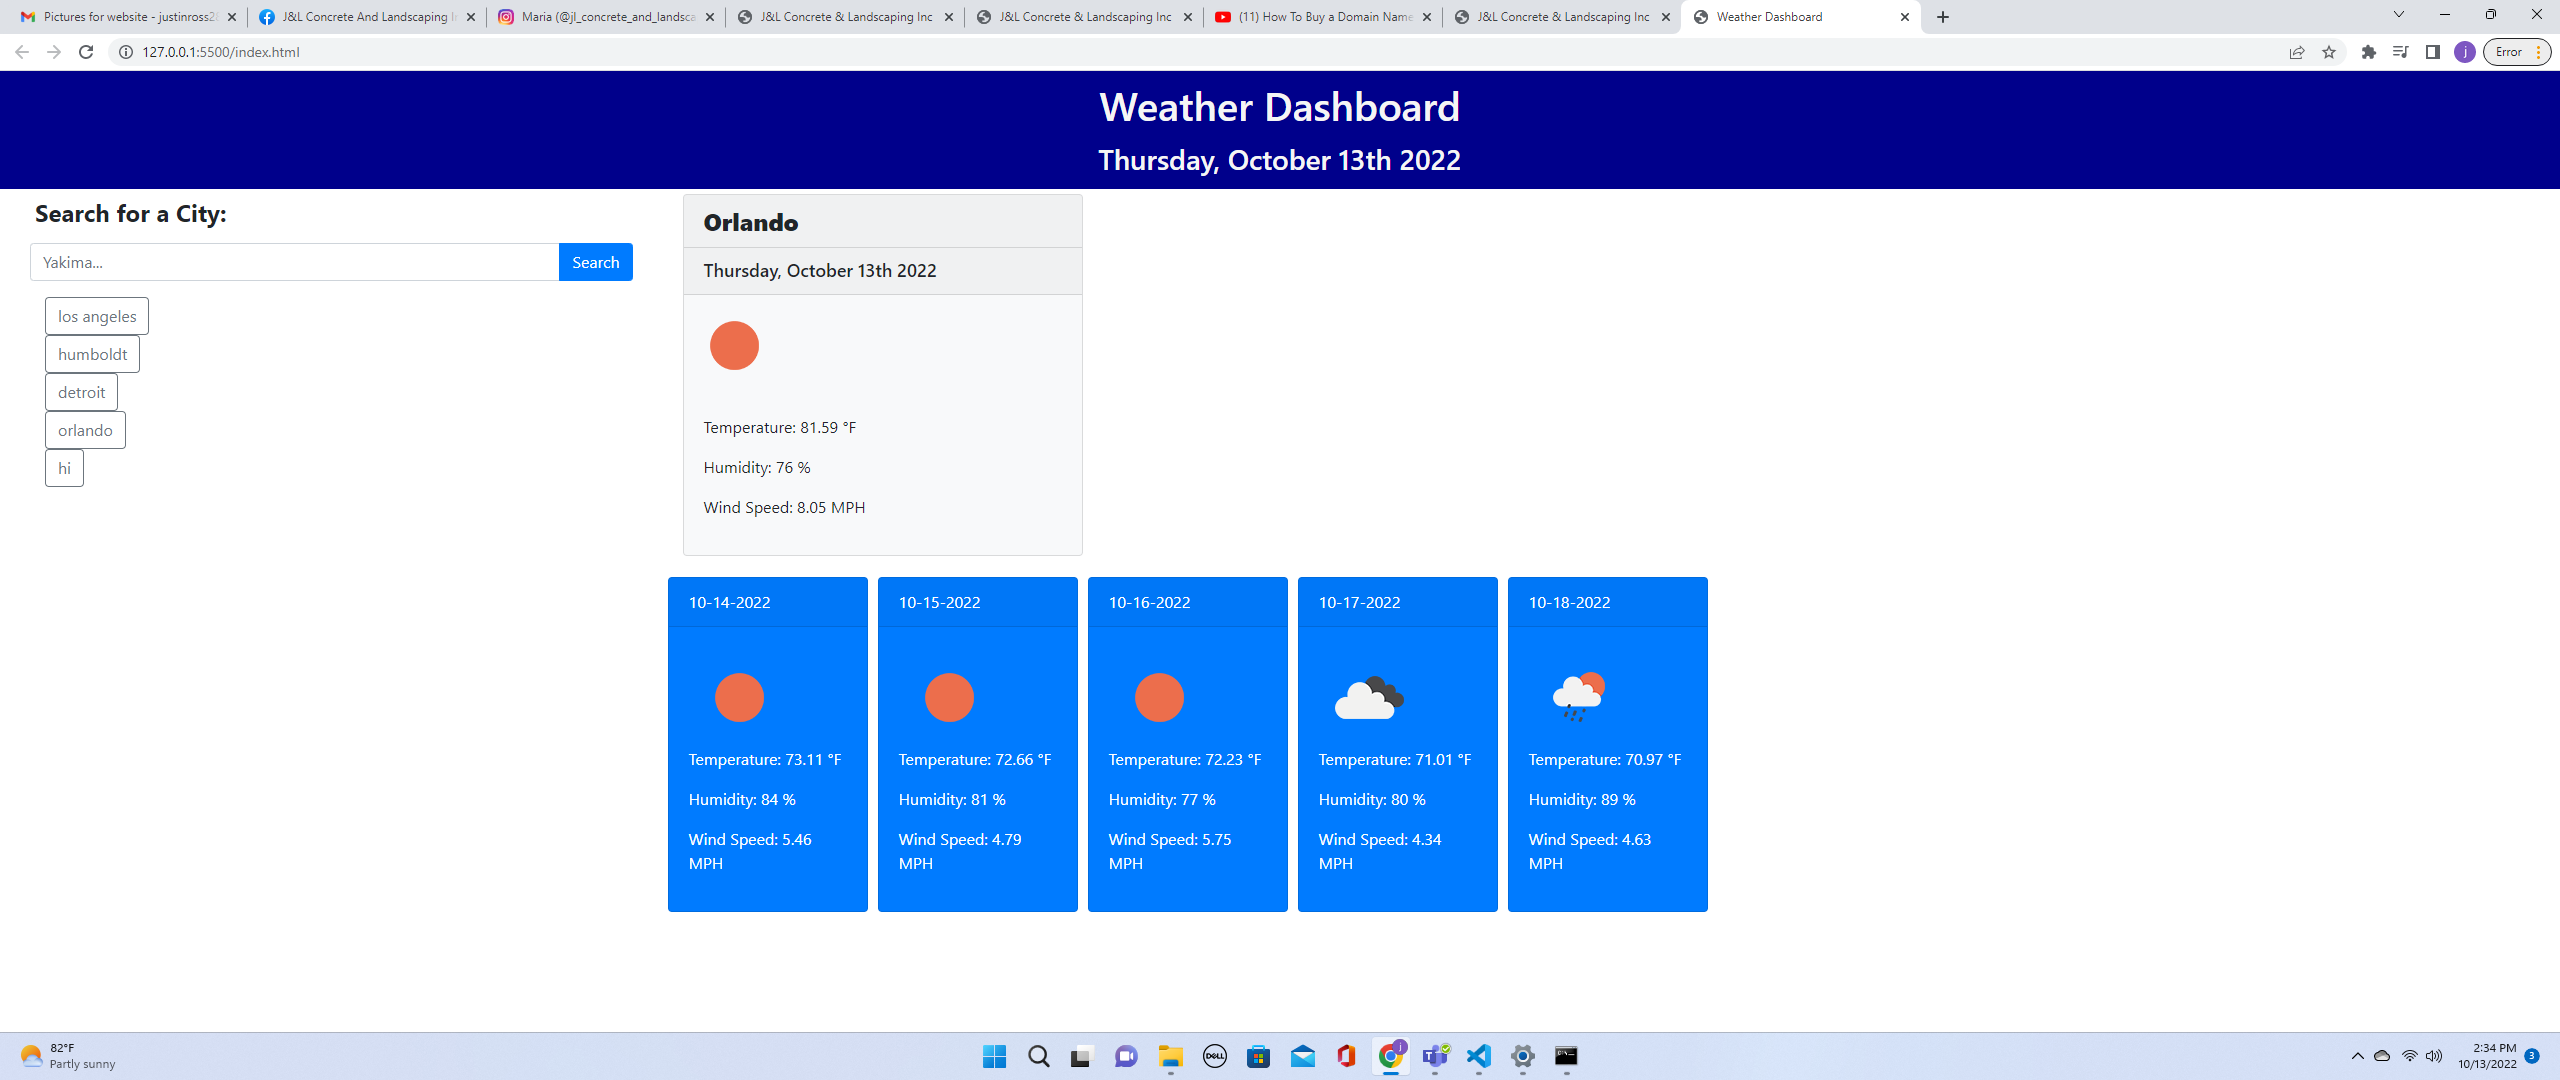 Pictures for website - justinross2
J&L Concrete And Landscaping I
Maria (@jl_concrete_and_landsca
J&L Concrete & Landscaping Inc
J&L Concrete & Landscaping Inc
(11) How To Buy a Domain Name
J&L Concrete & Landscaping Inc
Weather Dashboard
127.0.0.1:5500/index.html
j
Error
Weather Dashboard
Thursday, October 13th 2022
Search for a City:
Yakima...
Search
los angeles
humboldt
detroit
orlando
hi
Orlando
Thursday, October 13th 2022
Temperature: 81.59 °F
Humidity: 76 %
Wind Speed: 8.05 MPH
10-14-2022
Temperature: 73.11 °F
Humidity: 84 %
Wind Speed: 5.46
MPH
10-15-2022
Temperature: 72.66 °F
Humidity: 81 %
Wind Speed: 4.79
MPH
10-16-2022
Temperature: 72.23 °F
Humidity: 77 %
Wind Speed: 5.75
MPH
10-17-2022
Temperature: 71.01 °F
Humidity: 80 %
Wind Speed: 4.34
MPH
10-18-2022
Temperature: 70.97 °F
Humidity: 89 %
Wind Speed: 4.63
MPH
82°F
Partly sunny
DELL
j
2:34 PM
10/13/2022
3